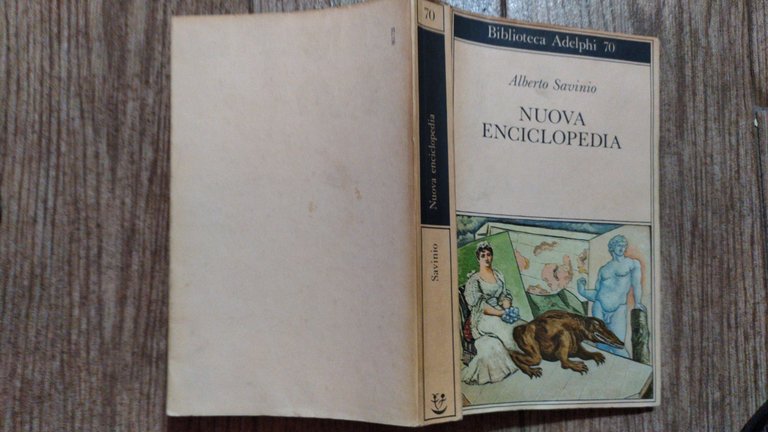 70
Nuova enciclopedia
Savinio
Biblioteca Adelphi 70
Alberto Savinio
NUOVA
ENCICLOPEDIA